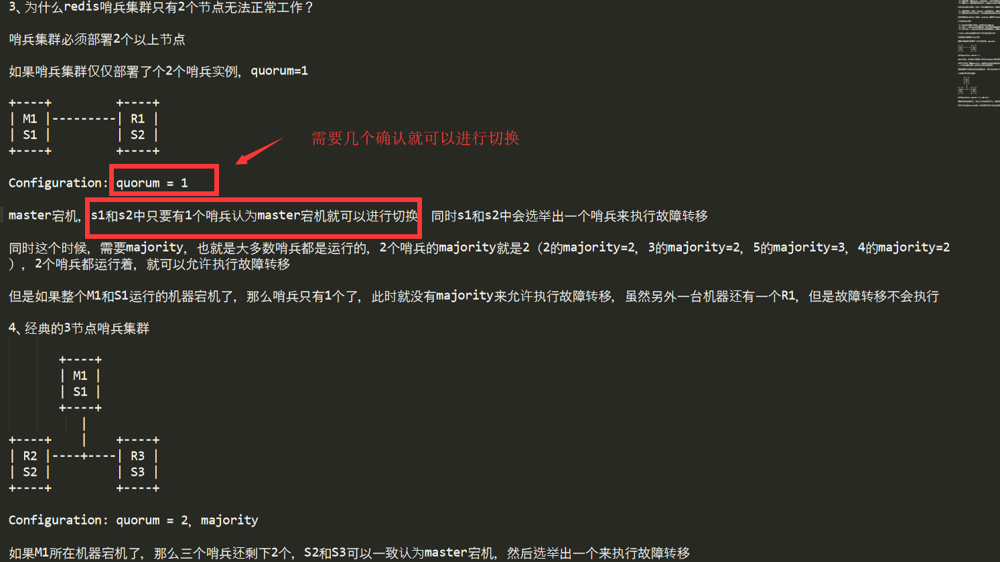 3、为什么redis哨兵集群只有2个节点无法正常工作？
哨兵集群必须部署2个以上节点
如果哨兵集群仅仅部署了个2个哨兵实例，quorum=1
+----+         +----+
| M1 |---------| R1 |
| S1 |         | S2 |
+----+         +----+
需要几个确认就可以进行切换
Configuration: quorum = 1
master宕机，s1和s2中只要有1个哨兵认为master宕机就可以进行切换 同时s1和s2中会选举出一个哨兵来执行故障转移
同时这个时候，需要majority，也就是大多数哨兵都是运行的，2个哨兵的majority就是2（2的majority=2，3的majority=2，5的majority=3，4的majority=2
），2个哨兵都运行着，就可以允许执行故障转移
但是如果整个M1和S1运行的机器宕机了，那么哨兵只有1个了，此时就没有majority来允许执行故障转移，虽然另外一台机器还有一个R1，但是故障转移不会执行
4、经典的3节点哨兵集群
       +----+
       | M1 |
       | S1 |
       +----+
          |
+----+    |    +----+
| R2 |----+----| R3 |
| S2 |         | S3 |
+----+         +----+
Configuration: quorum = 2，majority
如果M1所在机器宕机了，那么三个哨兵还剩下2个，S2和S3可以一致认为master宕机，然后选举出一个来执行故障转移